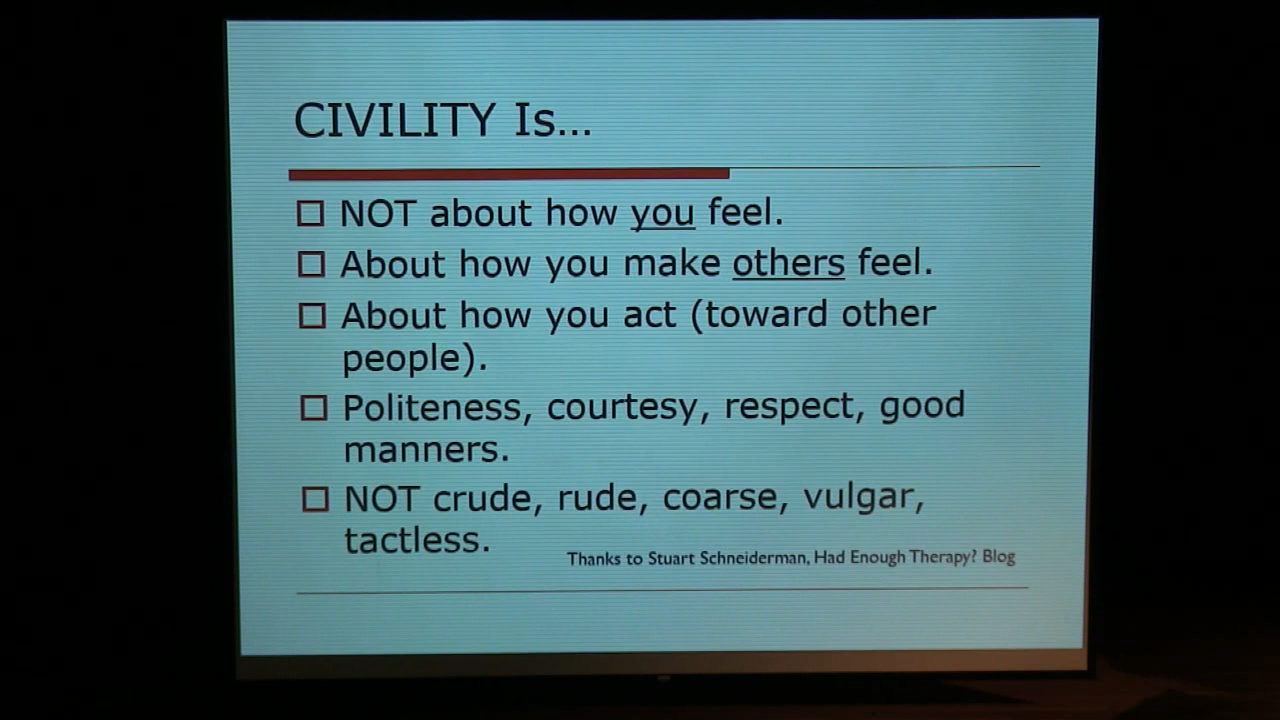 CIVILITY Is...
NOT about how you feel.
About how you make others feel.
About how you act (toward other
people).
Politeness, courtesy, respect, good
manners.
NOT crude, rude, coarse, vulgar,
tactless.
Thanks to Stuart Schneiderman, Had Enough Therapy? Blog